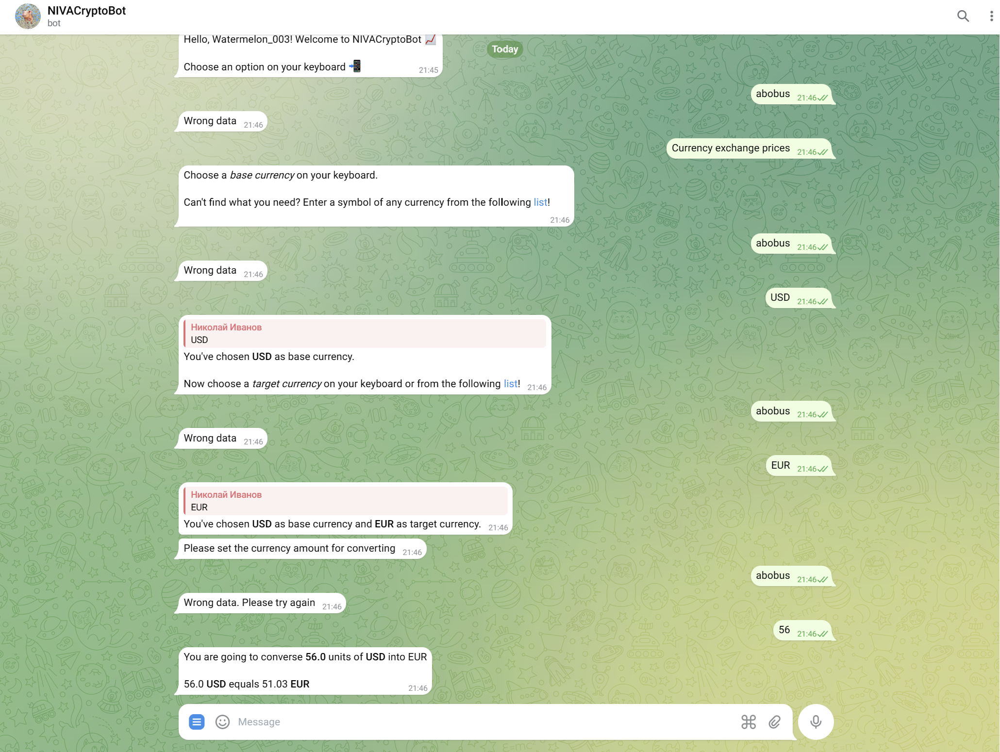 NIVACryptoBot
bot
Hello, Watermelon_003! Welcome to NIVACryptoBot 📈
Today
Choose an option on your keyboard 📲
21:45
abobus 21:46
Wrong data 21:46
Currency exchange prices 21:46
Choose a base currency on your keyboard.
Can't find what you need? Enter a symbol of any currency from the following list!
21:46
abobus 21:46
Wrong data 21:46
USD 21:46
Николай Иванов
USD
You've chosen USD as base currency.
Now choose a target currency on your keyboard or from the following list! 21:46
abobus 21:46
Wrong data 21:46
EUR 21:46
Николай Иванов
EUR
You've chosen USD as base currency and EUR as target currency. 21:46
Please set the currency amount for converting 21:46
abobus 21:46
Wrong data. Please try again 21:46
56 21:46
You are going to converse 56.0 units of USD into EUR
56.0 USD equals 51.03 EUR
21:46
Message